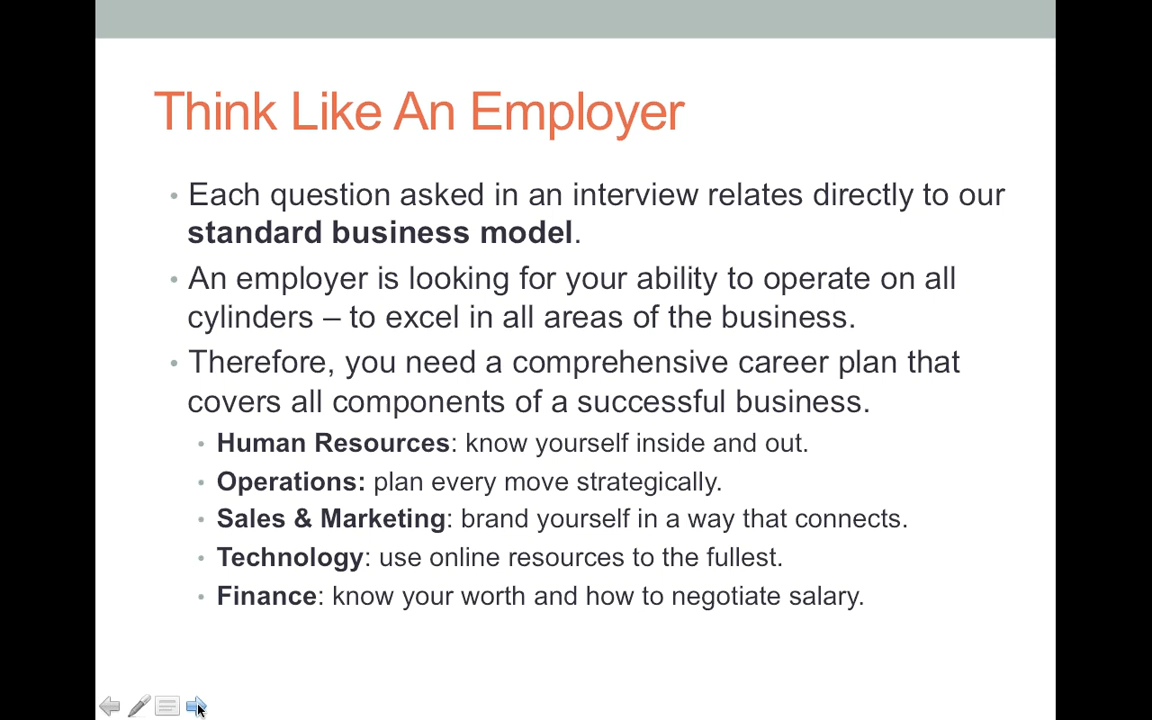 Think Like An Employer
• Each question asked in an interview relates directly to our
standard business model.
• An employer is looking for your ability to operate on all
cylinders – to excel in all areas of the business.
• Therefore, you need a comprehensive career plan that
covers all components of a successful business.
• Human Resources: know yourself inside and out.
• Operations: plan every move strategically.
• Sales & Marketing: brand yourself in a way that connects.
• Technology: use online resources to the fullest.
• Finance: know your worth and how to negotiate salary.